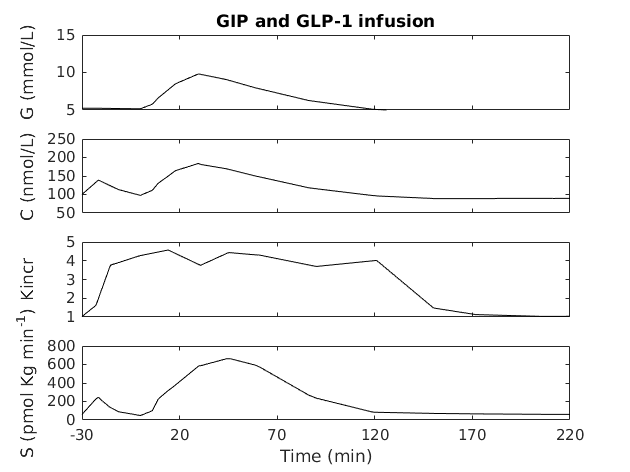 GIP and GLP-1 infusion
G (mmol/L)
15
10
5
C (nmol/L)
250
200
150
100
50
Kincr
5
4
3
2
1
S (pmol Kg min⁻¹)
800
600
400
200
0
-30 20 70 120 170 220
Time (min)